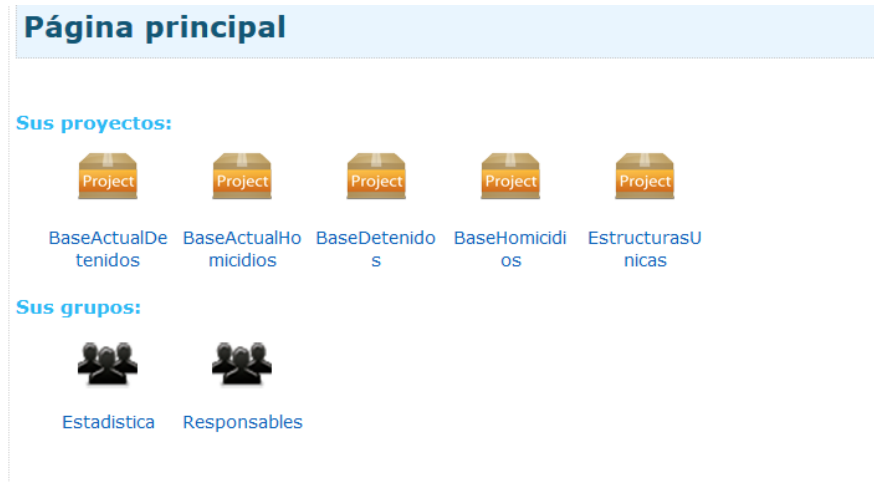 Página principal
Sus proyectos:
Project Project Project Project Project
BaseActualDe BaseActualHo BaseDetenido BaseHomicidi EstructurasU
tenidos micidios s os nicas
Sus grupos:
Estadistica Responsables